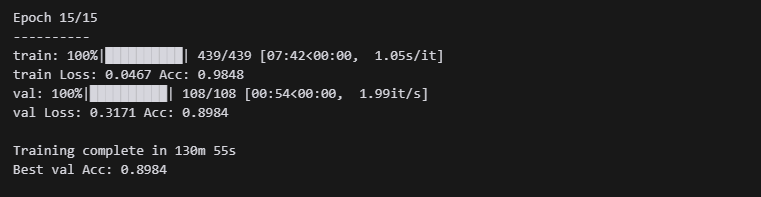 Epoch 15/15
----------
train: 100%|██████████| 439/439 [07:42<00:00,  1.05s/it]
train Loss: 0.0467 Acc: 0.9848
val: 100%|██████████| 108/108 [00:54<00:00,  1.99it/s]
val Loss: 0.3171 Acc: 0.8984
Training complete in 130m 55s
Best val Acc: 0.8984